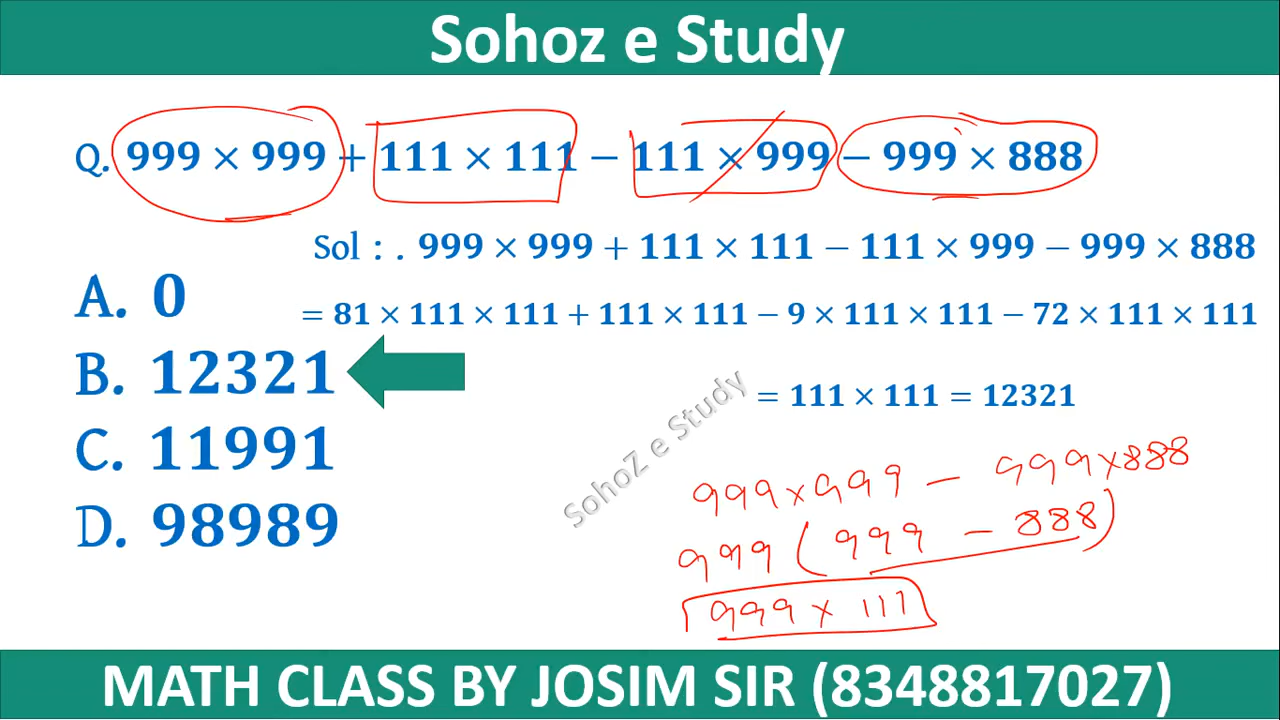 Sohoz e Study
Q. 999 × 999 + 111 × 111 − 111 × 999 − 999 × 888
Sol : . 999 × 999 + 111 × 111 − 111 × 999 − 999 × 888
A. 0
= 81 × 111 × 111 + 111 × 111 − 9 × 111 × 111 − 72 × 111 × 111
B. 12321
= 111 × 111 = 12321
C. 11991
D. 98989
SohoZ e Study
999 × 999 − 999 × 888
999 ( 999 − 888 )
999 × 111
MATH CLASS BY JOSIM SIR (8348817027)